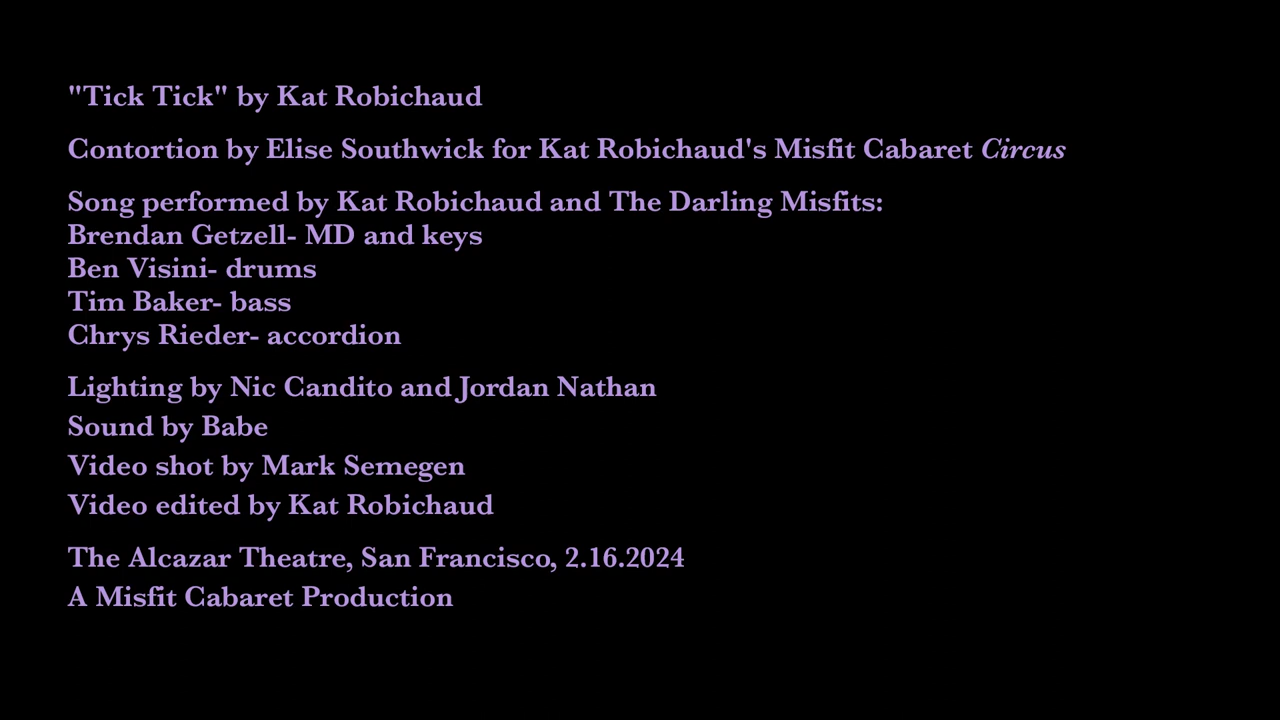 "Tick Tick" by Kat Robichaud
Contortion by Elise Southwick for Kat Robichaud's Misfit Cabaret Circus
Song performed by Kat Robichaud and The Darling Misfits:
Brendan Getzell- MD and keys
Ben Visini- drums
Tim Baker- bass
Chrys Rieder- accordion
Lighting by Nic Candito and Jordan Nathan
Sound by Babe
Video shot by Mark Semegen
Video edited by Kat Robichaud
The Alcazar Theatre, San Francisco, 2.16.2024
A Misfit Cabaret Production